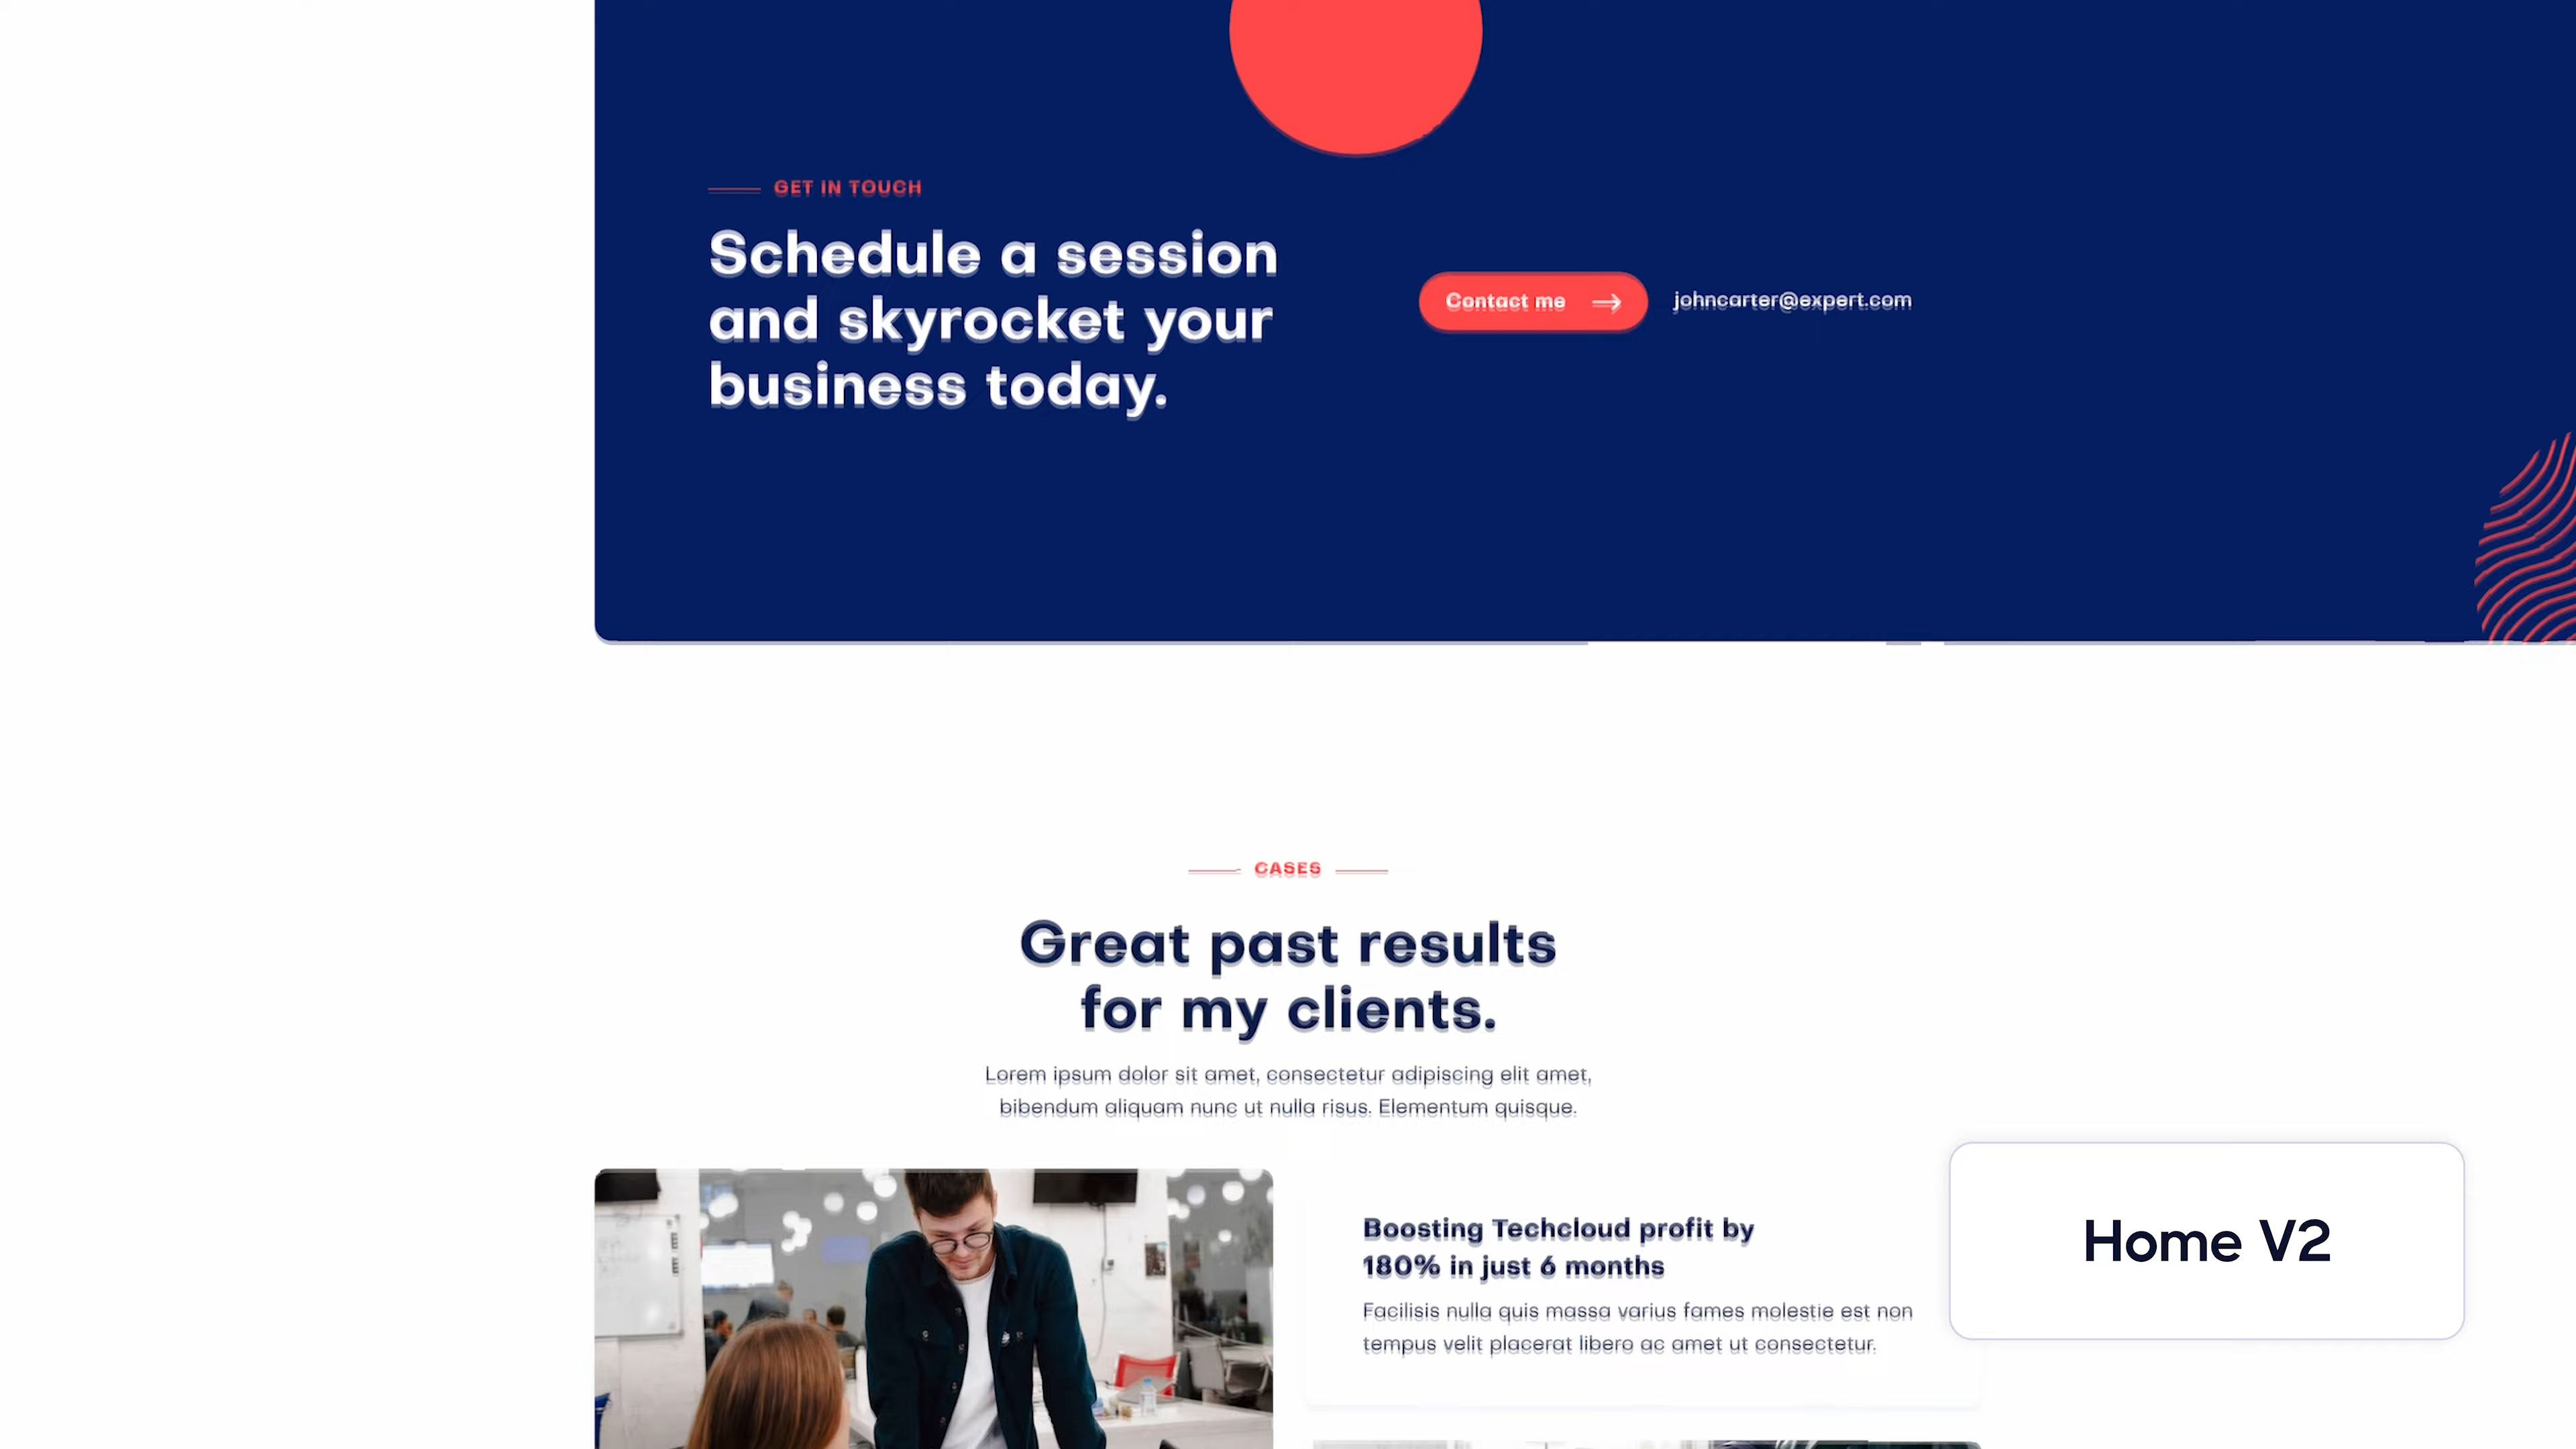 GET IN TOUCH
Schedule a session
and skyrocket your
business today.
Contact me
johncarter@expert.com
CASES
Great past results
for my clients.
Lorem ipsum dolor sit amet, consectetur adipiscing elit amet,
bibendum aliquam nunc ut nulla risus. Elementum quisque.
Boosting Techcloud profit by
180% in just 6 months
Facilisis nulla quis massa varius fames molestie est non
tempus velit placerat libero ac amet ut consectetur.
Home V2